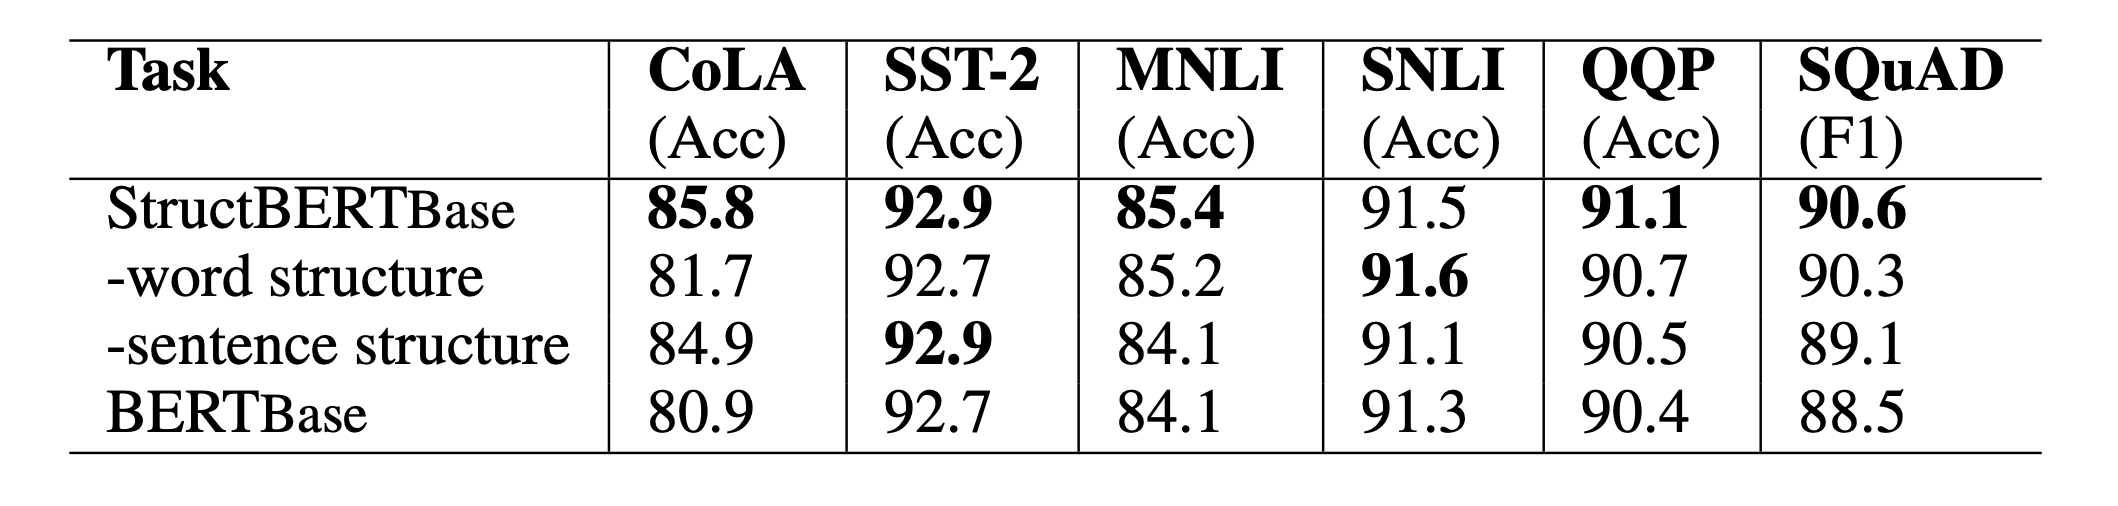 Task CoLA SST-2 MNLI SNLI QQP SQuAD
(Acc) (Acc) (Acc) (Acc) (Acc) (F1)
StructBERTBase 85.8 92.9 85.4 91.5 91.1 90.6
-word structure 81.7 92.7 85.2 91.6 90.7 90.3
-sentence structure 84.9 92.9 84.1 91.1 90.5 89.1
BERTBase 80.9 92.7 84.1 91.3 90.4 88.5